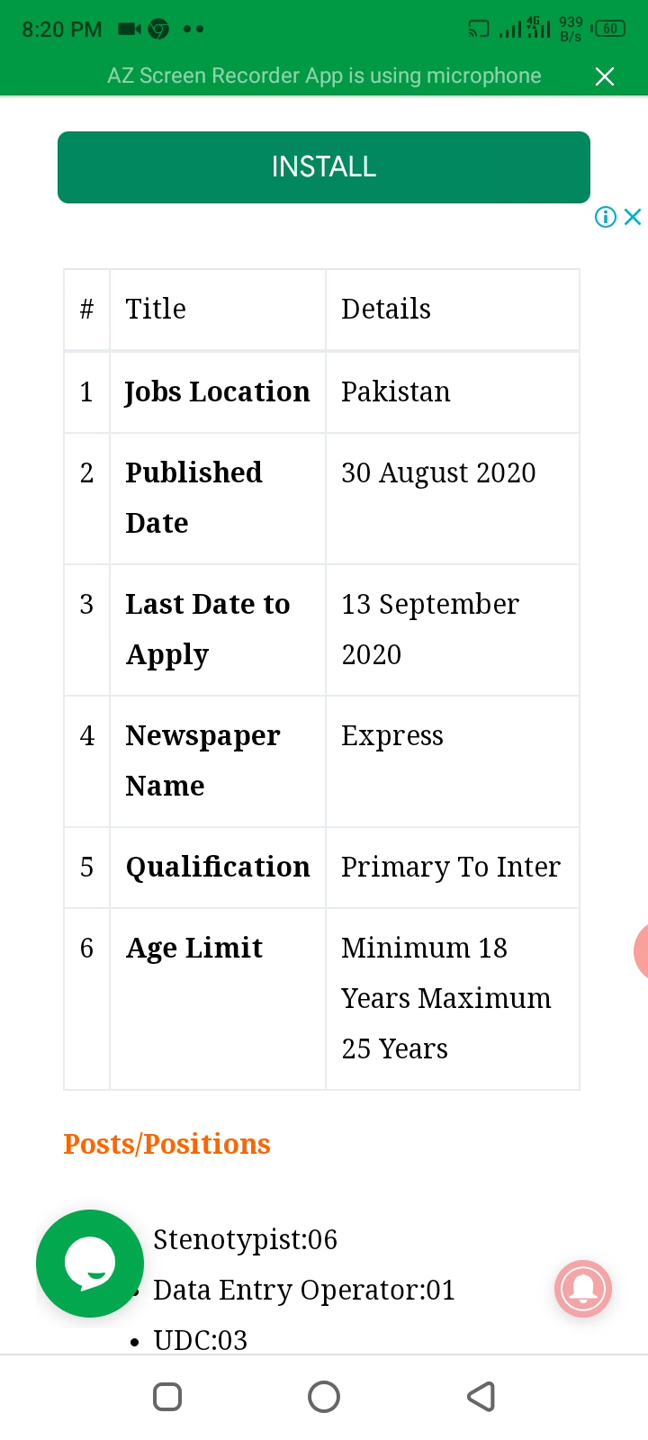 8:20 PM 4G 939 B/s 60
AZ Screen Recorder App is using microphone
INSTALL
# Title Details
1 Jobs Location Pakistan
2 Published Date 30 August 2020
3 Last Date to Apply 13 September 2020
4 Newspaper Name Express
5 Qualification Primary To Inter
6 Age Limit Minimum 18 Years Maximum 25 Years
Posts/Positions
Stenotypist:06
• Data Entry Operator:01
• UDC:03